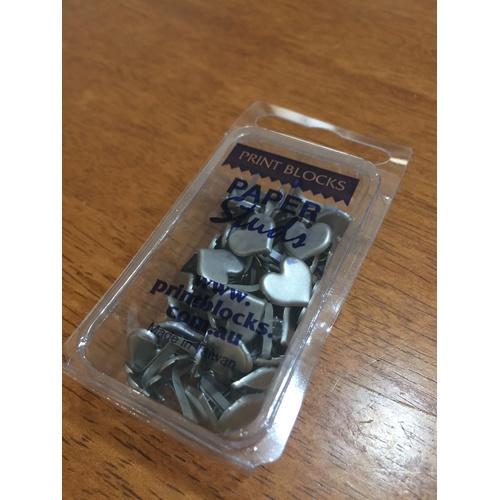 PRINT BLOCKS
PAPER
Studs
www.
printblocks.
com.au
Made in Taiwan